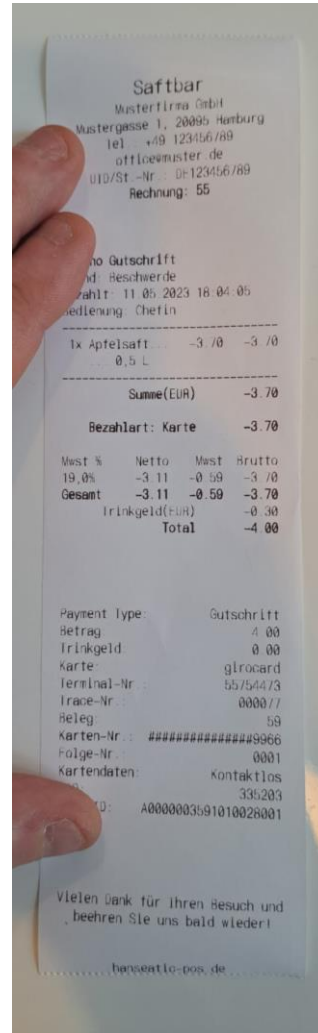 Saftbar
Musterfirma GmbH
Mustergasse 1, 20095 Hamburg
Tel.: +49 123456789
office@muster.de
UID/St.-Nr.: DE123456789
Rechnung: 55
Gutschrift
Beschwerde
11.05.2023 18:04:05
Bedienung: Chefin
1x Apfelsaft -3.70 -3.70
0,5 L
Summe(EUR) -3.70
Bezahlart: Karte -3.70
Mwst % Netto Mwst Brutto
19,0% -3.11 -0.59 -3.70
Gesamt -3.11 -0.59 -3.70
Trinkgeld(EUR) -0.30
Total -4.00
Payment Type: Gutschrift
Betrag 4.00
Trinkgeld 0.00
Karte: girocard
Terminal-Nr.: 55754473
Trace-Nr.: 000077
Beleg: 59
Karten-Nr.: ###############9966
Folge-Nr.: 0001
Kartendaten: Kontaktlos
335203
A0000003591010028001
Vielen Dank für Ihren Besuch und
beehren Sie uns bald wieder!
hanseatic-pos.de